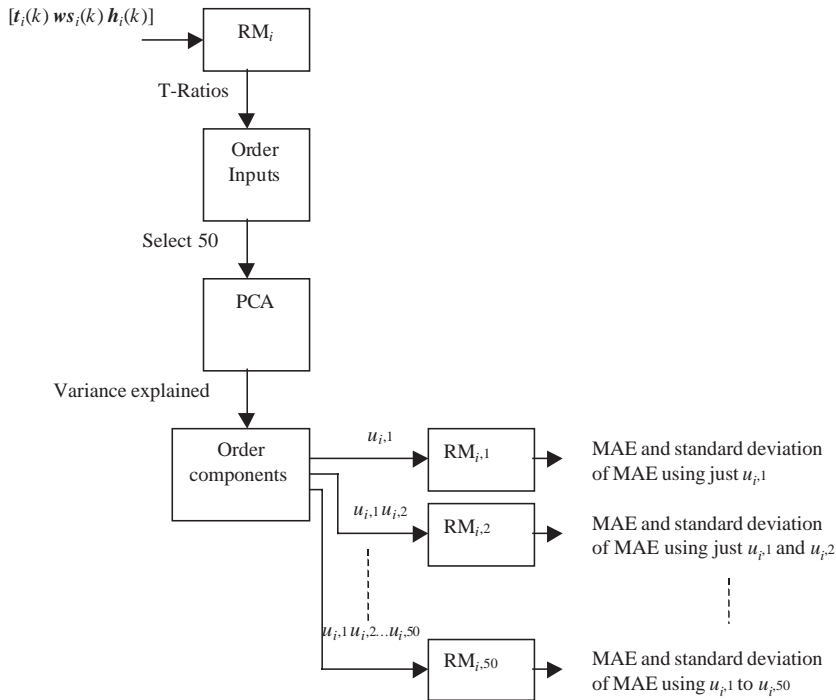 [t_i(k) ws_i(k) h_i(k)]
RM_i
T-Ratios
Order
Inputs
Select 50
PCA
Variance explained
Order
components
u_i,1
RM_i,1
MAE and standard deviation
of MAE using just u_i,1
u_i,1 u_i,2
RM_i,2
MAE and standard deviation
of MAE using just u_i,1 and u_i,2
u_i,1 u_i,2...u_i,50
RM_i,50
MAE and standard deviation
of MAE using u_i,1 to u_i,50